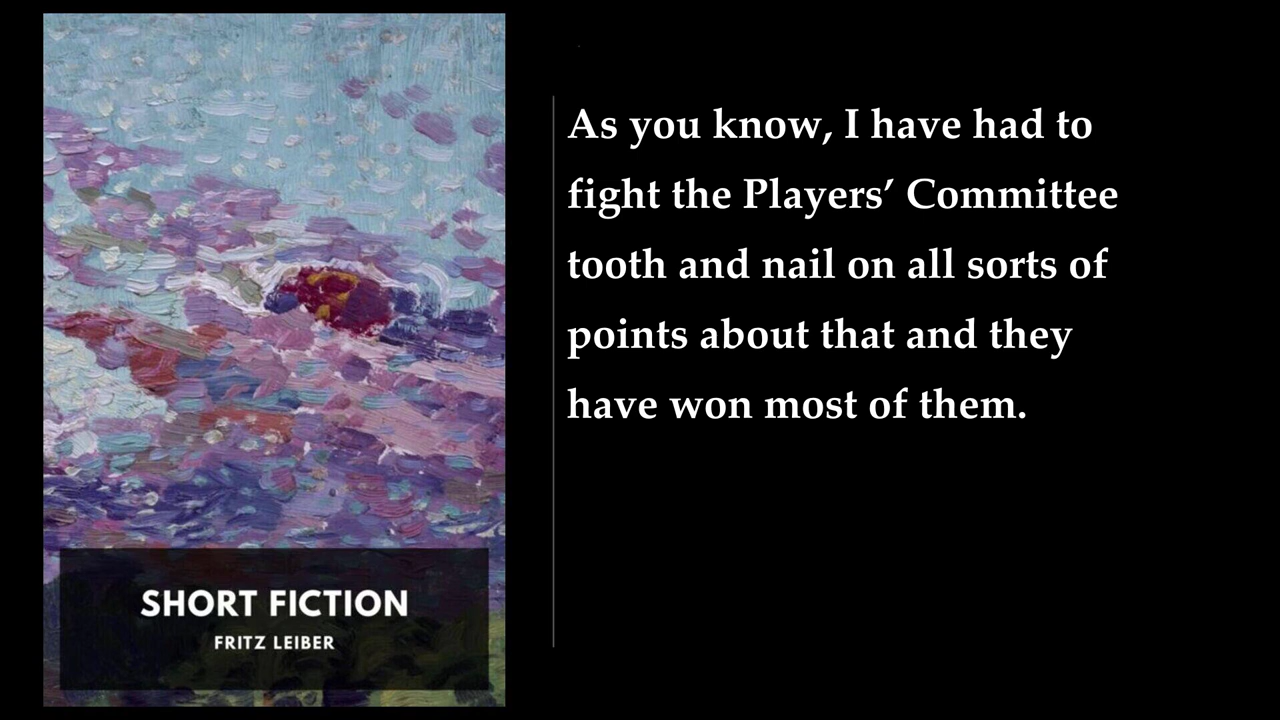 As you know, I have had to
fight the Players’ Committee
tooth and nail on all sorts of
points about that and they
have won most of them.
SHORT FICTION
FRITZ LEIBER